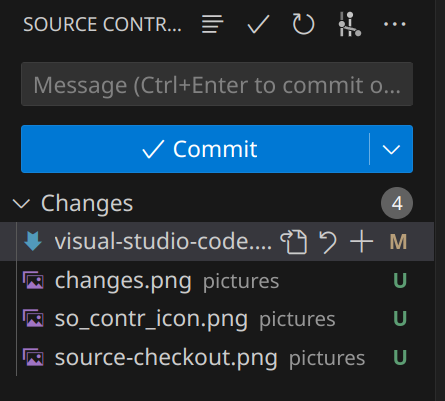 SOURCE CONTR...
Message (Ctrl+Enter to commit o...
Commit
Changes 4
visual-studio-code.... M
changes.png pictures U
so_contr_icon.png pictures U
source-checkout.png pictures U